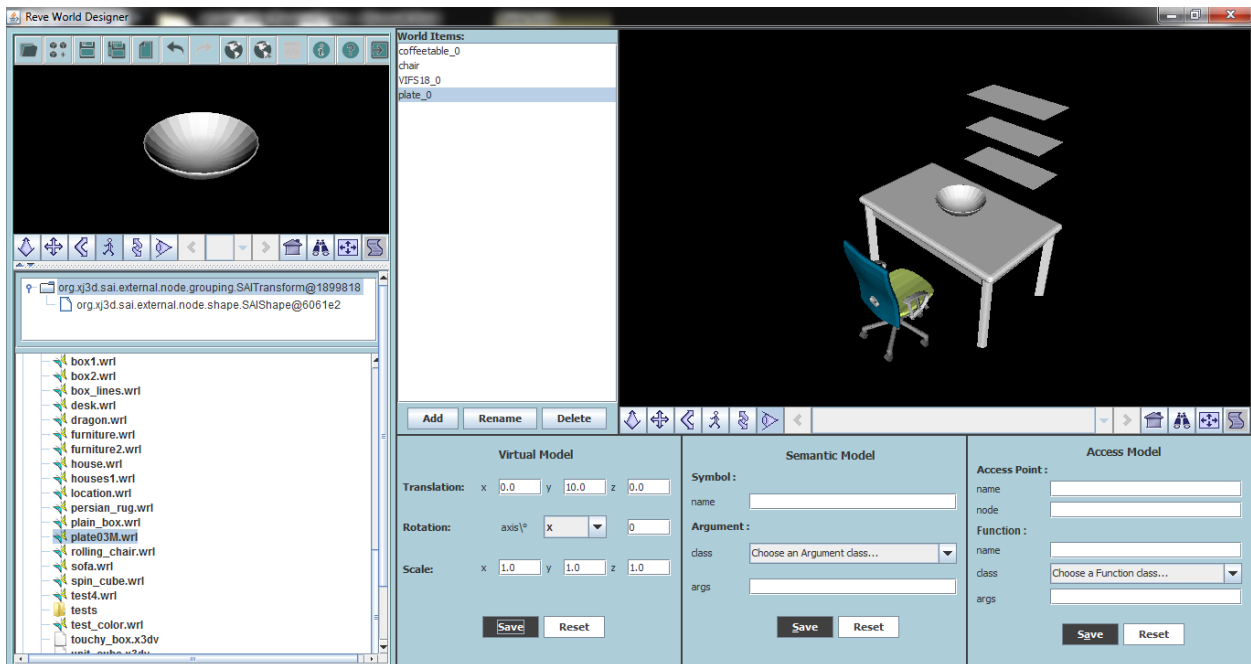 Reve World Designer
World Items:
coffeetable_0
chair
VIFS18_0
plate_0
org.xj3d.sai.external.node.grouping.SAITransform@1899818
org.xj3d.sai.external.node.shape.SAIShape@6061e2
box1.wrl
box2.wrl
box_lines.wrl
desk.wrl
dragon.wrl
furniture.wrl
furniture2.wrl
house.wrl
houses1.wrl
location.wrl
persian_rug.wrl
plain_box.wrl
plate03M.wrl
rolling_chair.wrl
sofa.wrl
spin_cube.wrl
test4.wrl
tests
test_color.wrl
touchy_box.x3dv
Add Rename Delete
Virtual Model
Translation: x 0.0 y 10.0 z 0.0
Rotation: axis\° x 0
Scale: x 1.0 y 1.0 z 1.0
Save Reset
Semantic Model
Symbol :
name
Argument :
class Choose an Argument class...
args
Save Reset
Access Model
Access Point :
name
node
Function :
name
class Choose a Function class...
args
Save Reset